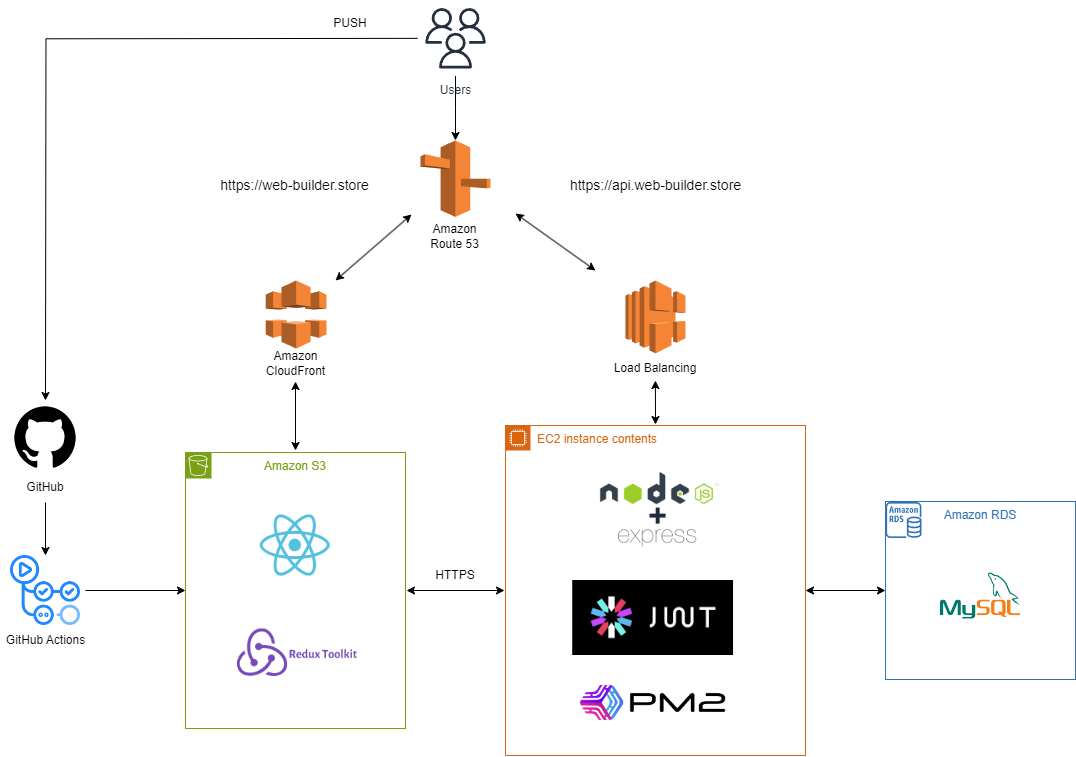 PUSH
Users
https://web-builder.store
https://api.web-builder.store
Amazon
Route 53
Amazon
CloudFront
Load Balancing
GitHub
EC2 instance contents
Amazon S3
node
JS
TM
+
express
Amazon
RDS
Amazon RDS
HTTPS
JWT
MySQL
GitHub Actions
Redux Toolkit
PM2